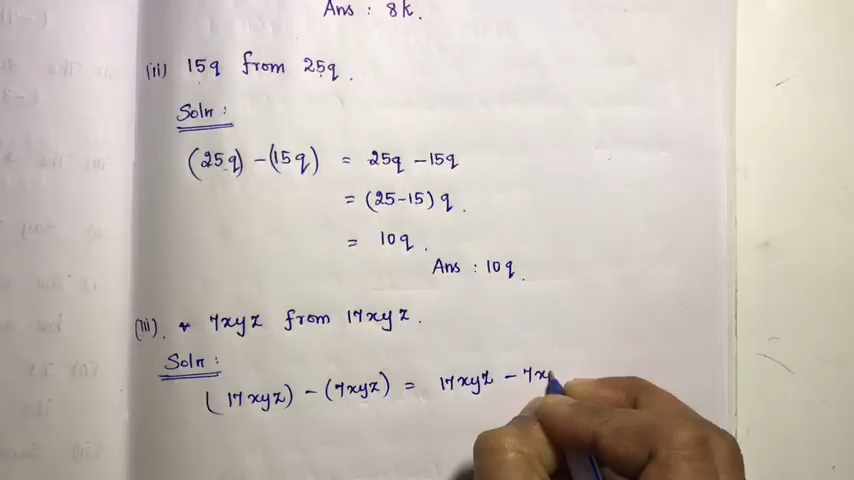 Ans : 8k.
(ii) 15q from 25q.
Soln :
(25q) - (15q) = 25q - 15q
= (25-15) q.
= 10q.
Ans : 10q.
(iii). 7xyz from 17xyz.
Soln :
(17xyz) - (7xyz) = 17xyz - 7xy